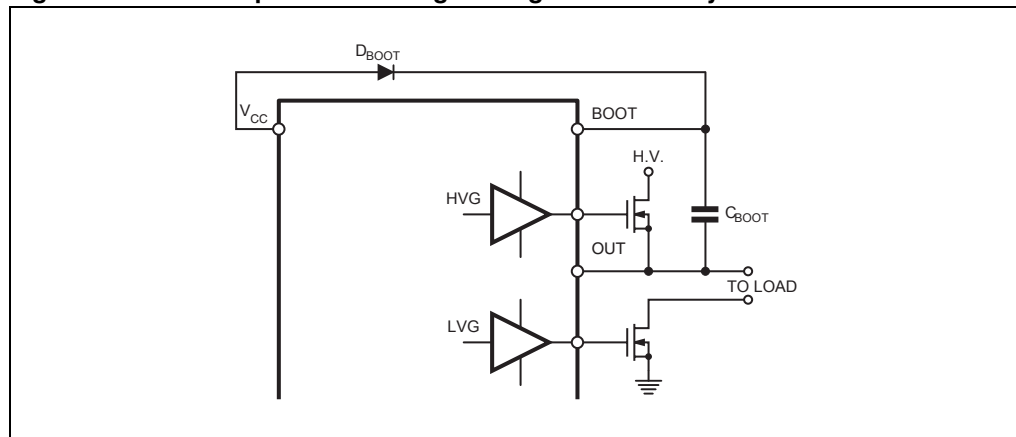 D_BOOT
V_CC
BOOT
H.V.
HVG
C_BOOT
OUT
TO LOAD
LVG